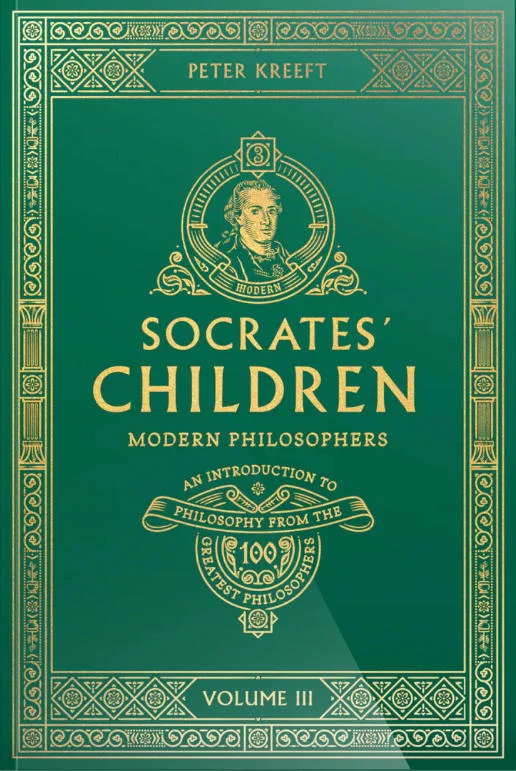 PETER KREEFT
3
MODERN
SOCRATES'
CHILDREN
MODERN PHILOSOPHERS
AN INTRODUCTION TO
PHILOSOPHY FROM THE
100
GREATEST PHILOSOPHERS
VOLUME III